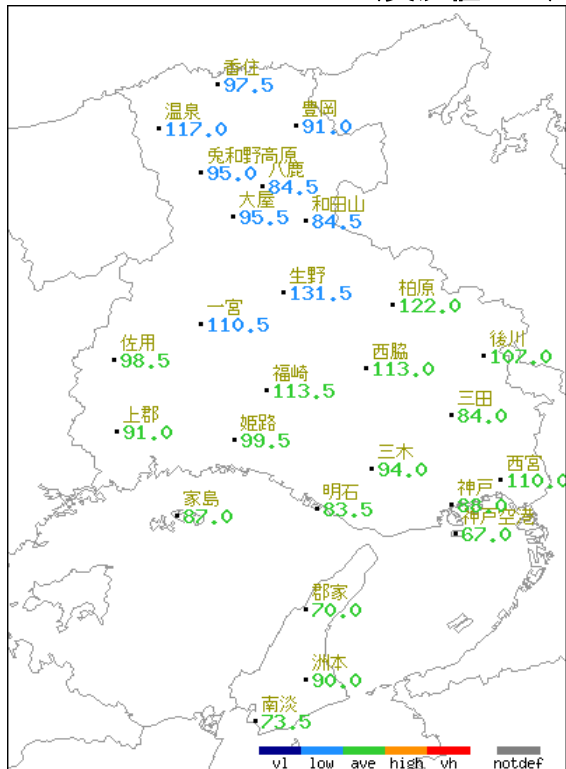 香住
97.5
温泉
117.0
豊岡
91.0
兎和野高原
95.0
八鹿
84.5
大屋
95.5
和田山
84.5
生野
131.5
柏原
122.0
一宮
110.5
佐用
98.5
後川
107.0
西脇
113.0
福崎
113.5
三田
84.0
上郡
91.0
姫路
99.5
三木
94.0
西宮
110.0
家島
87.0
明石
83.5
神戸
神戸空港
67.0
郡家
70.0
洲本
90.0
南淡
73.5
vl low ave high vh notdef